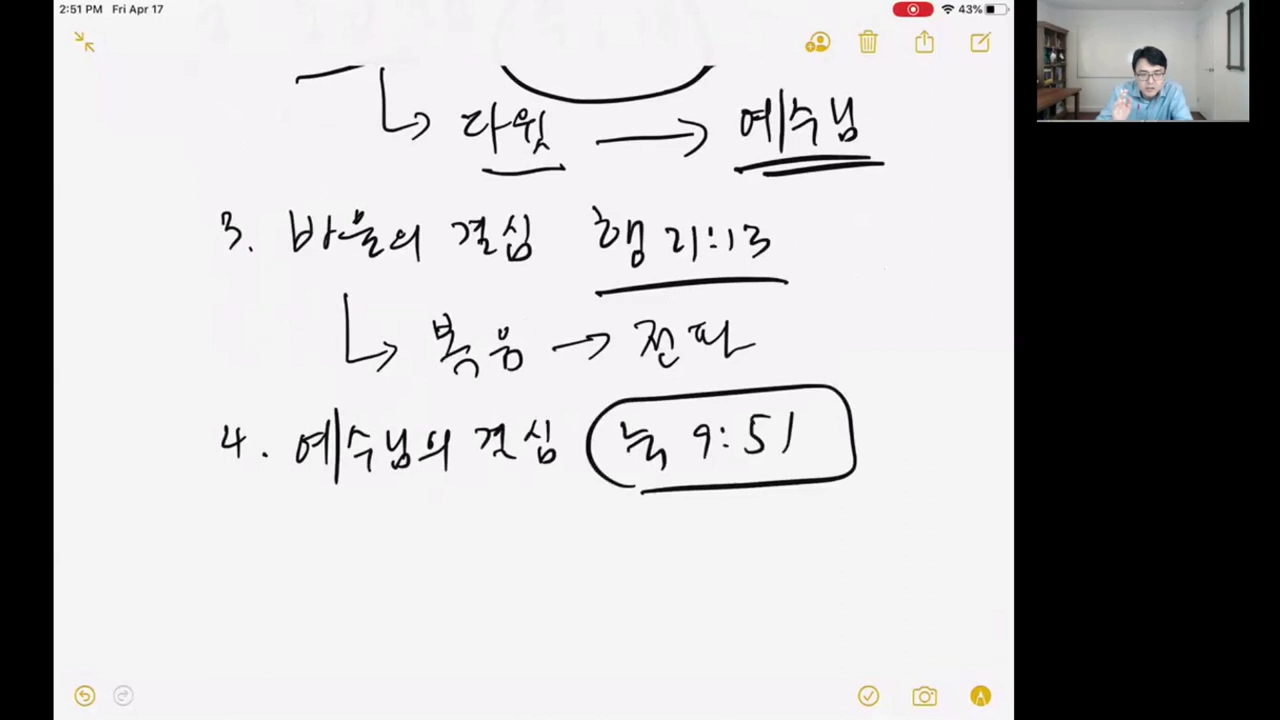 2:51 PM Fri Apr 17 43%
다윗 → 예수님
3. 바울의 결심 행 21:13
복음 → 전파
4. 예수님의 결심 눅 9:51